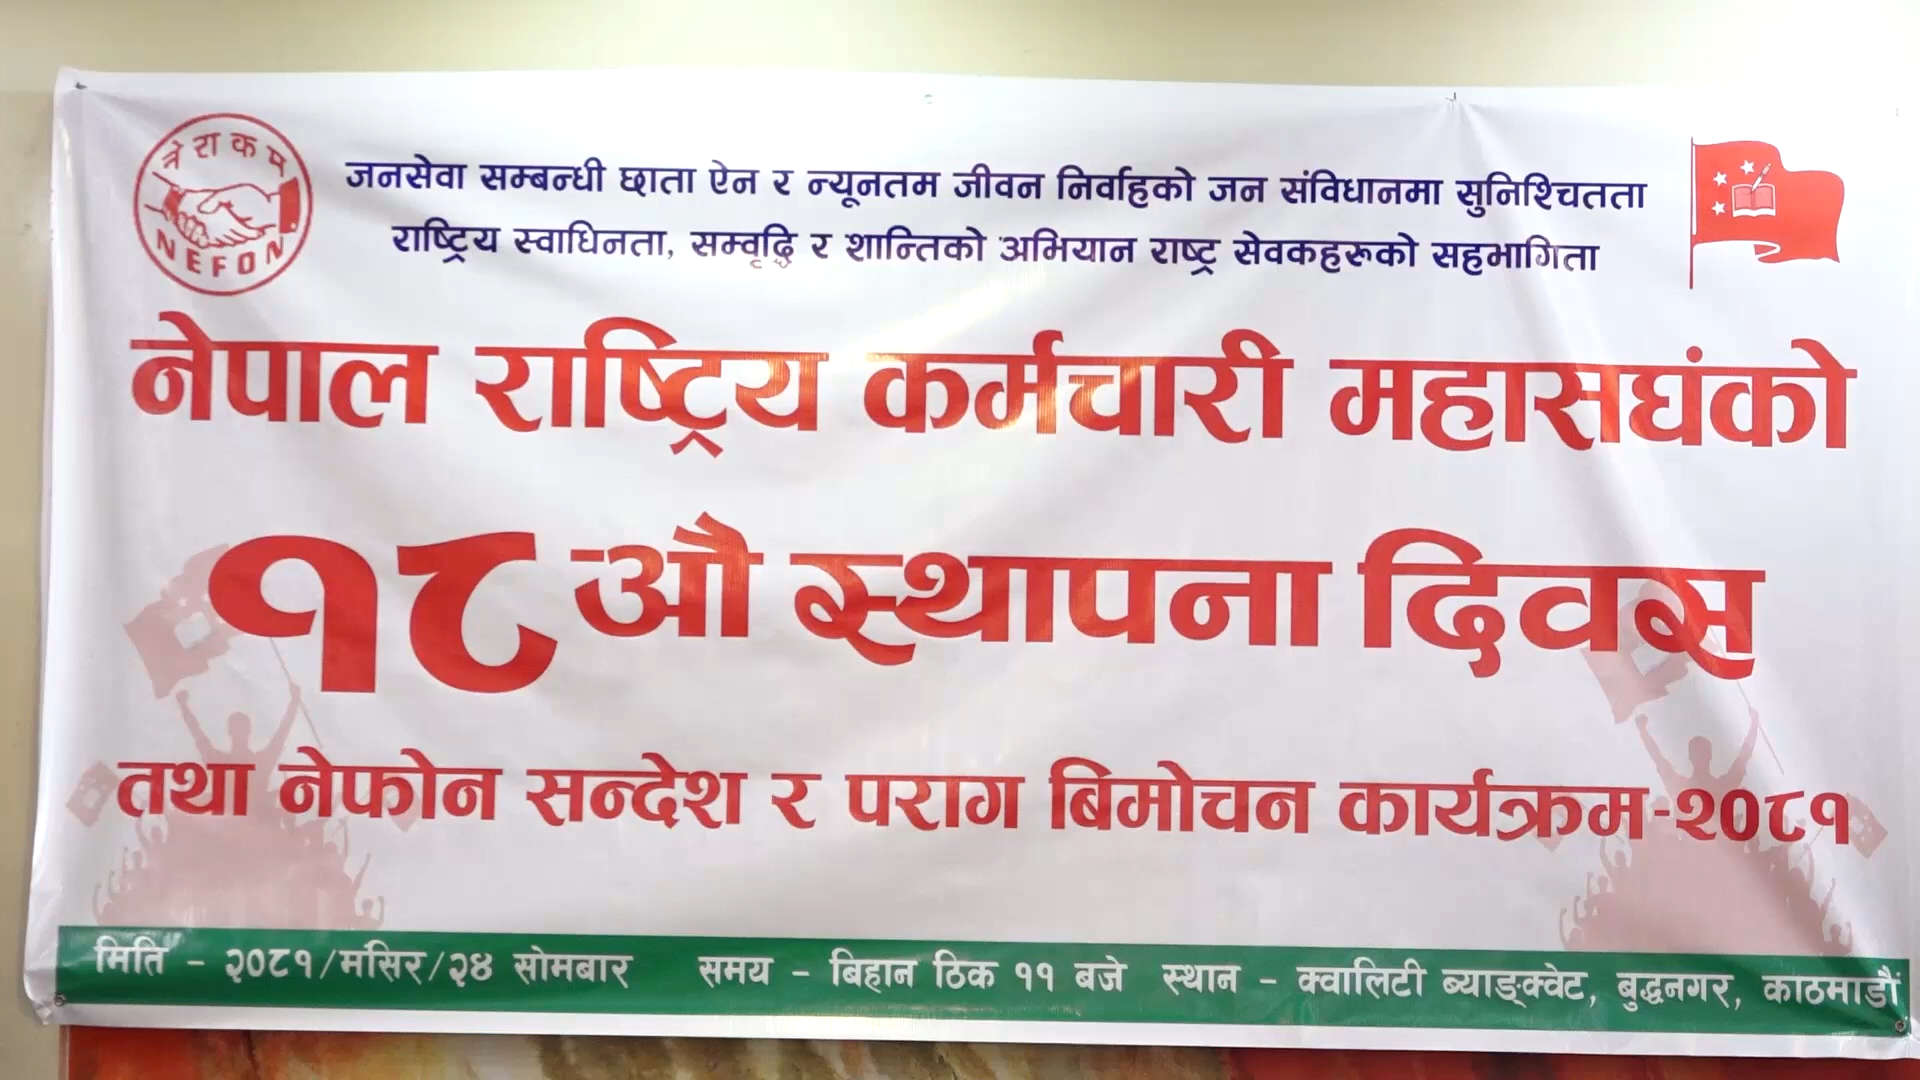 ने रा क म
NEFON
जनसेवा सम्बन्धी छाता ऐन र न्यूनतम जीवन निर्वाहको जन संविधानमा सुनिश्चितता
राष्ट्रिय स्वाधिनता, सम्वृद्धि र शान्तिको अभियान राष्ट्र सेवकहरूको सहभागिता
नेपाल राष्ट्रिय कर्मचारी महासघंको
१८ औ स्थापना दिवस
तथा नेफोन सन्देश र पराग बिमोचन कार्यक्रम-२०८१
मिति - २०८१/मंसिर/२४ सोमबार समय - बिहान ठिक ११ बजे स्थान - क्वालिटी ब्याङ्क्वेट, बुद्धनगर, काठमाडौं